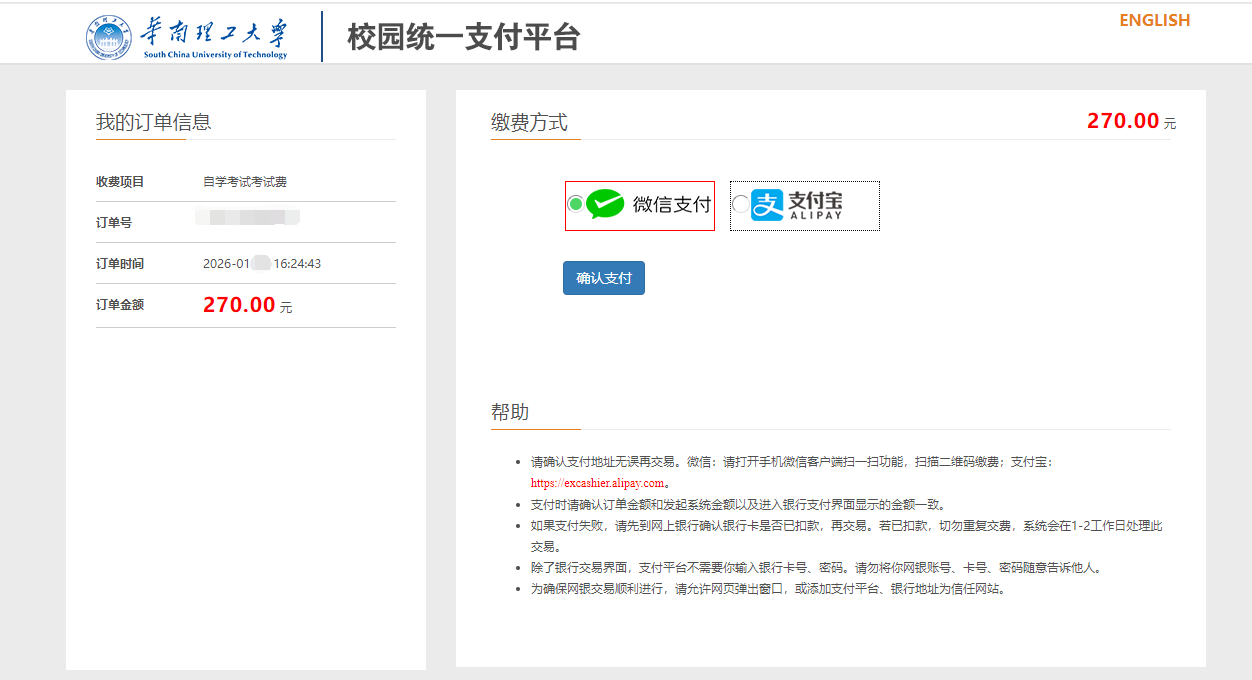 華南理工大学
South China University of Technology
校园统一支付平台
ENGLISH
我的订单信息
收费项目 自学考试考试费
订单号
订单时间 2026-01 16:24:43
订单金额 270.00 元
缴费方式
270.00 元
微信支付
支 支付宝
ALIPAY
确认支付
帮助
请确认支付地址无误再交易。微信：请打开手机微信客户端扫一扫功能，扫描二维码缴费；支付宝：
https://excashier.alipay.com。
支付时请确认订单金额和发起系统金额以及进入银行支付界面显示的金额一致。
如果支付失败，请先到网上银行确认银行卡是否已扣款，再交易。若已扣款，切勿重复交费，系统会在1-2工作日处理此
交易。
除了银行交易界面，支付平台不需要你输入银行卡号、密码。请勿将你网银账号、卡号、密码随意告诉他人。
为确保网银交易顺利进行，请允许网页弹出窗口，或添加支付平台、银行地址为信任网站。